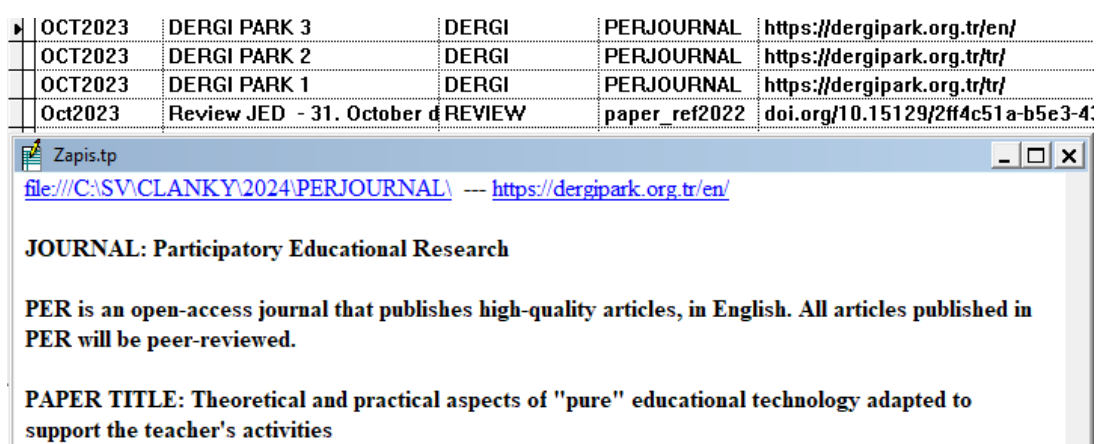 OCT2023 DERGI PARK 3 DERGI PERJOURNAL https://dergipark.org.tr/en/
OCT2023 DERGI PARK 2 DERGI PERJOURNAL https://dergipark.org.tr/tr/
OCT2023 DERGI PARK 1 DERGI PERJOURNAL https://dergipark.org.tr/tr/
Oct2023 Review JED - 31. October d REVIEW paper_ref2022 doi.org/10.15129/2ff4c51a-b5e3-43
Zapis.tp
file:///C:\SV\CLANKY\2024\PERJOURNAL\ --- https://dergipark.org.tr/en/
JOURNAL: Participatory Educational Research
PER is an open-access journal that publishes high-quality articles, in English. All articles published in
PER will be peer-reviewed.
PAPER TITLE: Theoretical and practical aspects of "pure" educational technology adapted to
support the teacher's activities